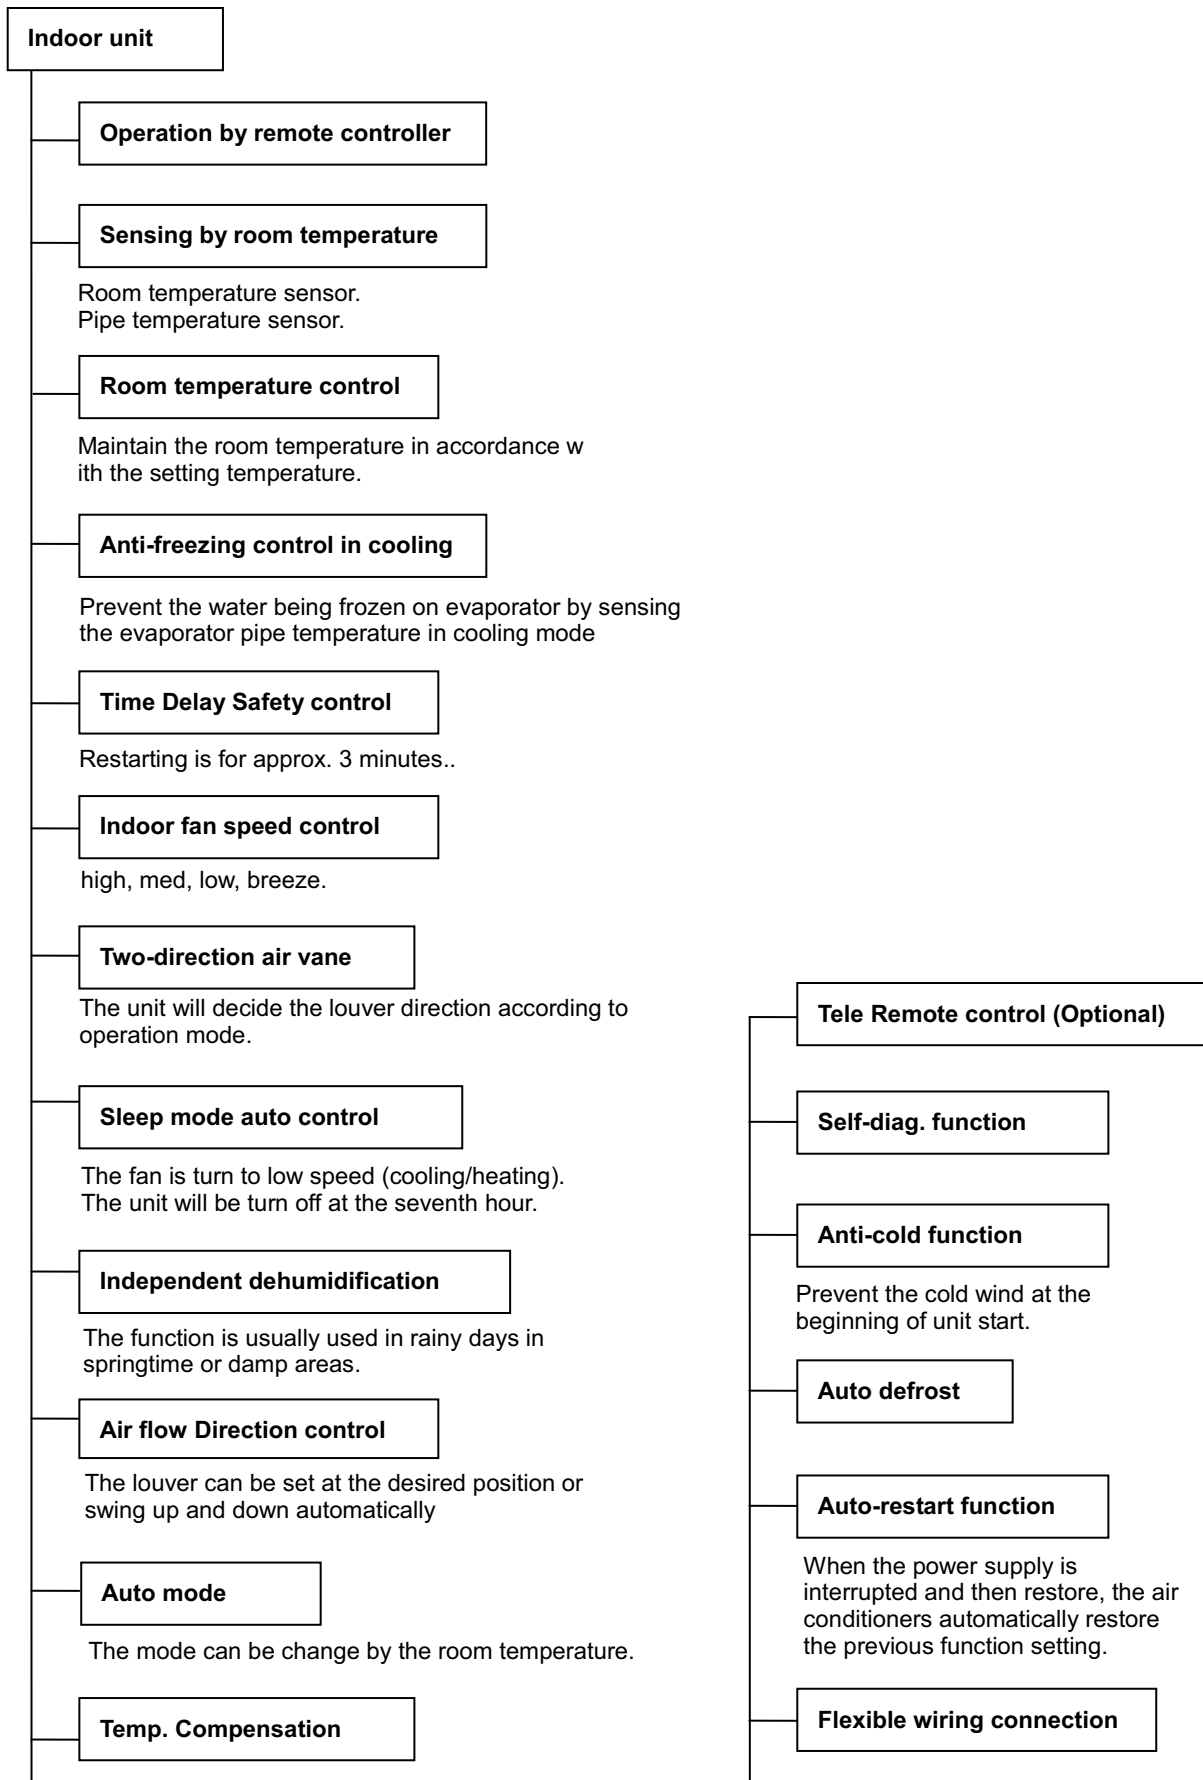 Indoor unit
Operation by remote controller
Sensing by room temperature
Room temperature sensor.
Pipe temperature sensor.
Room temperature control
Maintain the room temperature in accordance w
ith the setting temperature.
Anti-freezing control in cooling
Prevent the water being frozen on evaporator by sensing
the evaporator pipe temperature in cooling mode
Time Delay Safety control
Restarting is for approx. 3 minutes..
Indoor fan speed control
high, med, low, breeze.
Two-direction air vane
The unit will decide the louver direction according to
operation mode.
Sleep mode auto control
The fan is turn to low speed (cooling/heating).
The unit will be turn off at the seventh hour.
Independent dehumidification
The function is usually used in rainy days in
springtime or damp areas.
Air flow Direction control
The louver can be set at the desired position or
swing up and down automatically
Auto mode
The mode can be change by the room temperature.
Temp. Compensation
Tele Remote control (Optional)
Self-diag. function
Anti-cold function
Prevent the cold wind at the
beginning of unit start.
Auto defrost
Auto-restart function
When the power supply is
interrupted and then restore, the air
conditioners automatically restore
the previous function setting.
Flexible wiring connection